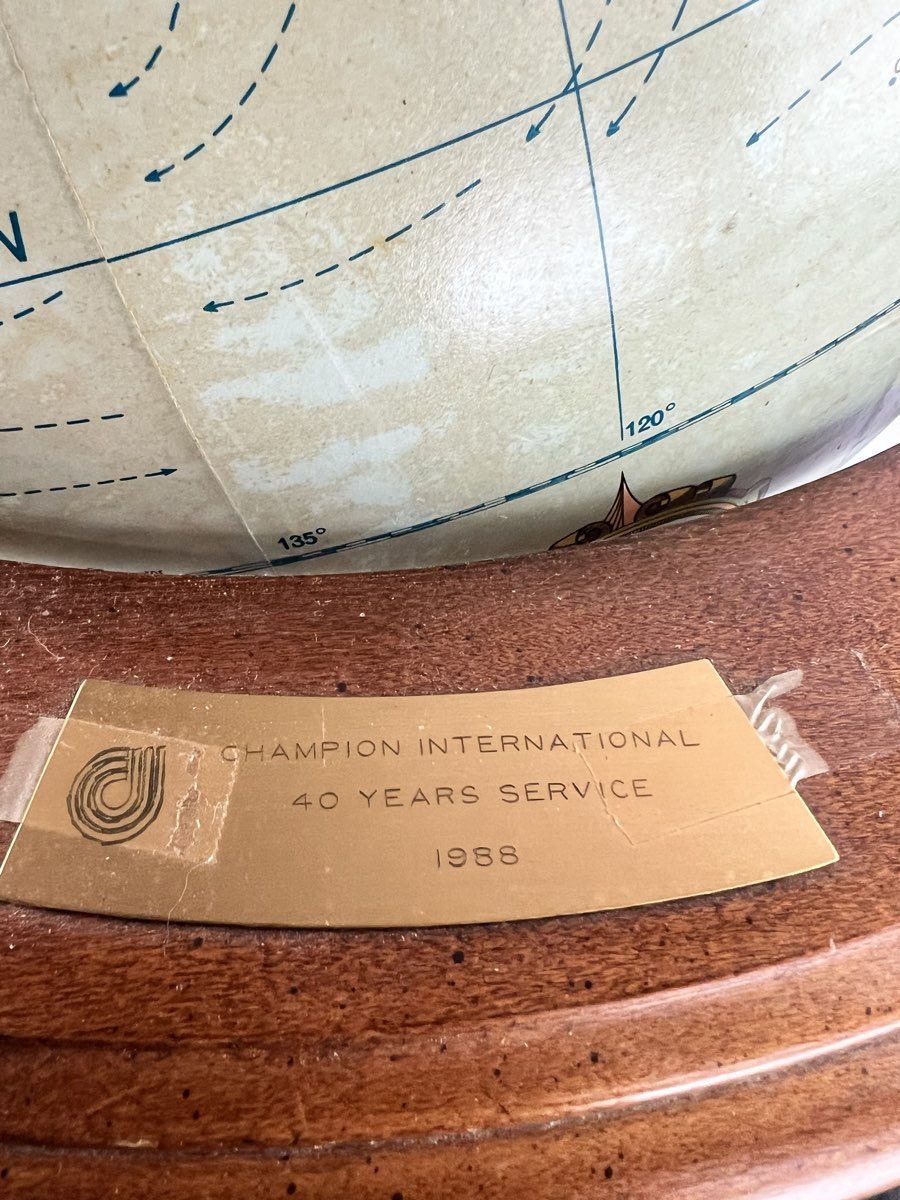 120°
135°
CHAMPION INTERNATIONAL
40 YEARS SERVICE
1988